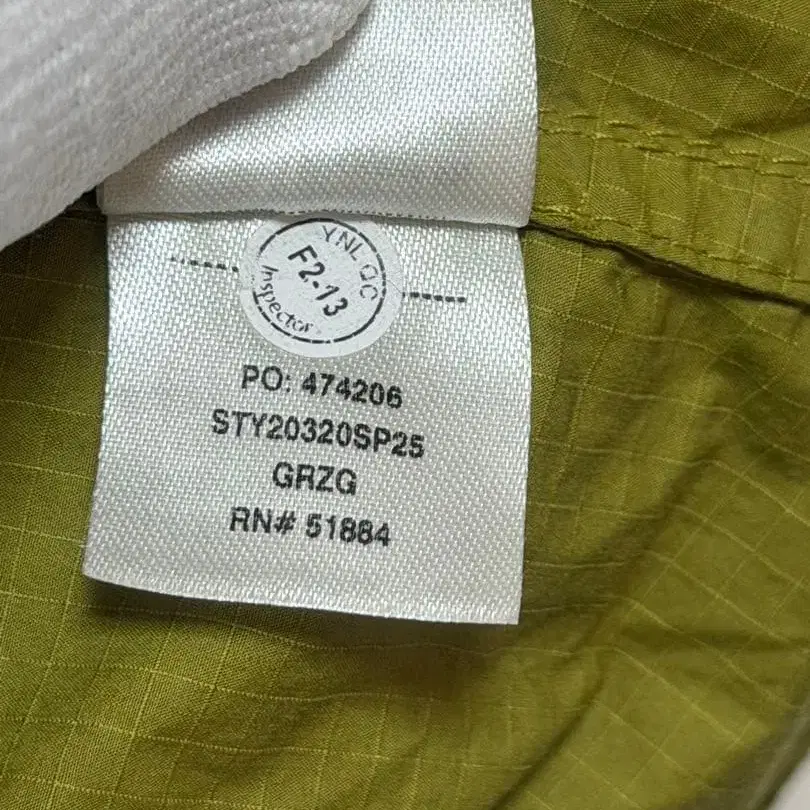 YNL QC
F2-13
Inspector
PO: 474206
STY20320SP25
GRZG
RN# 51884